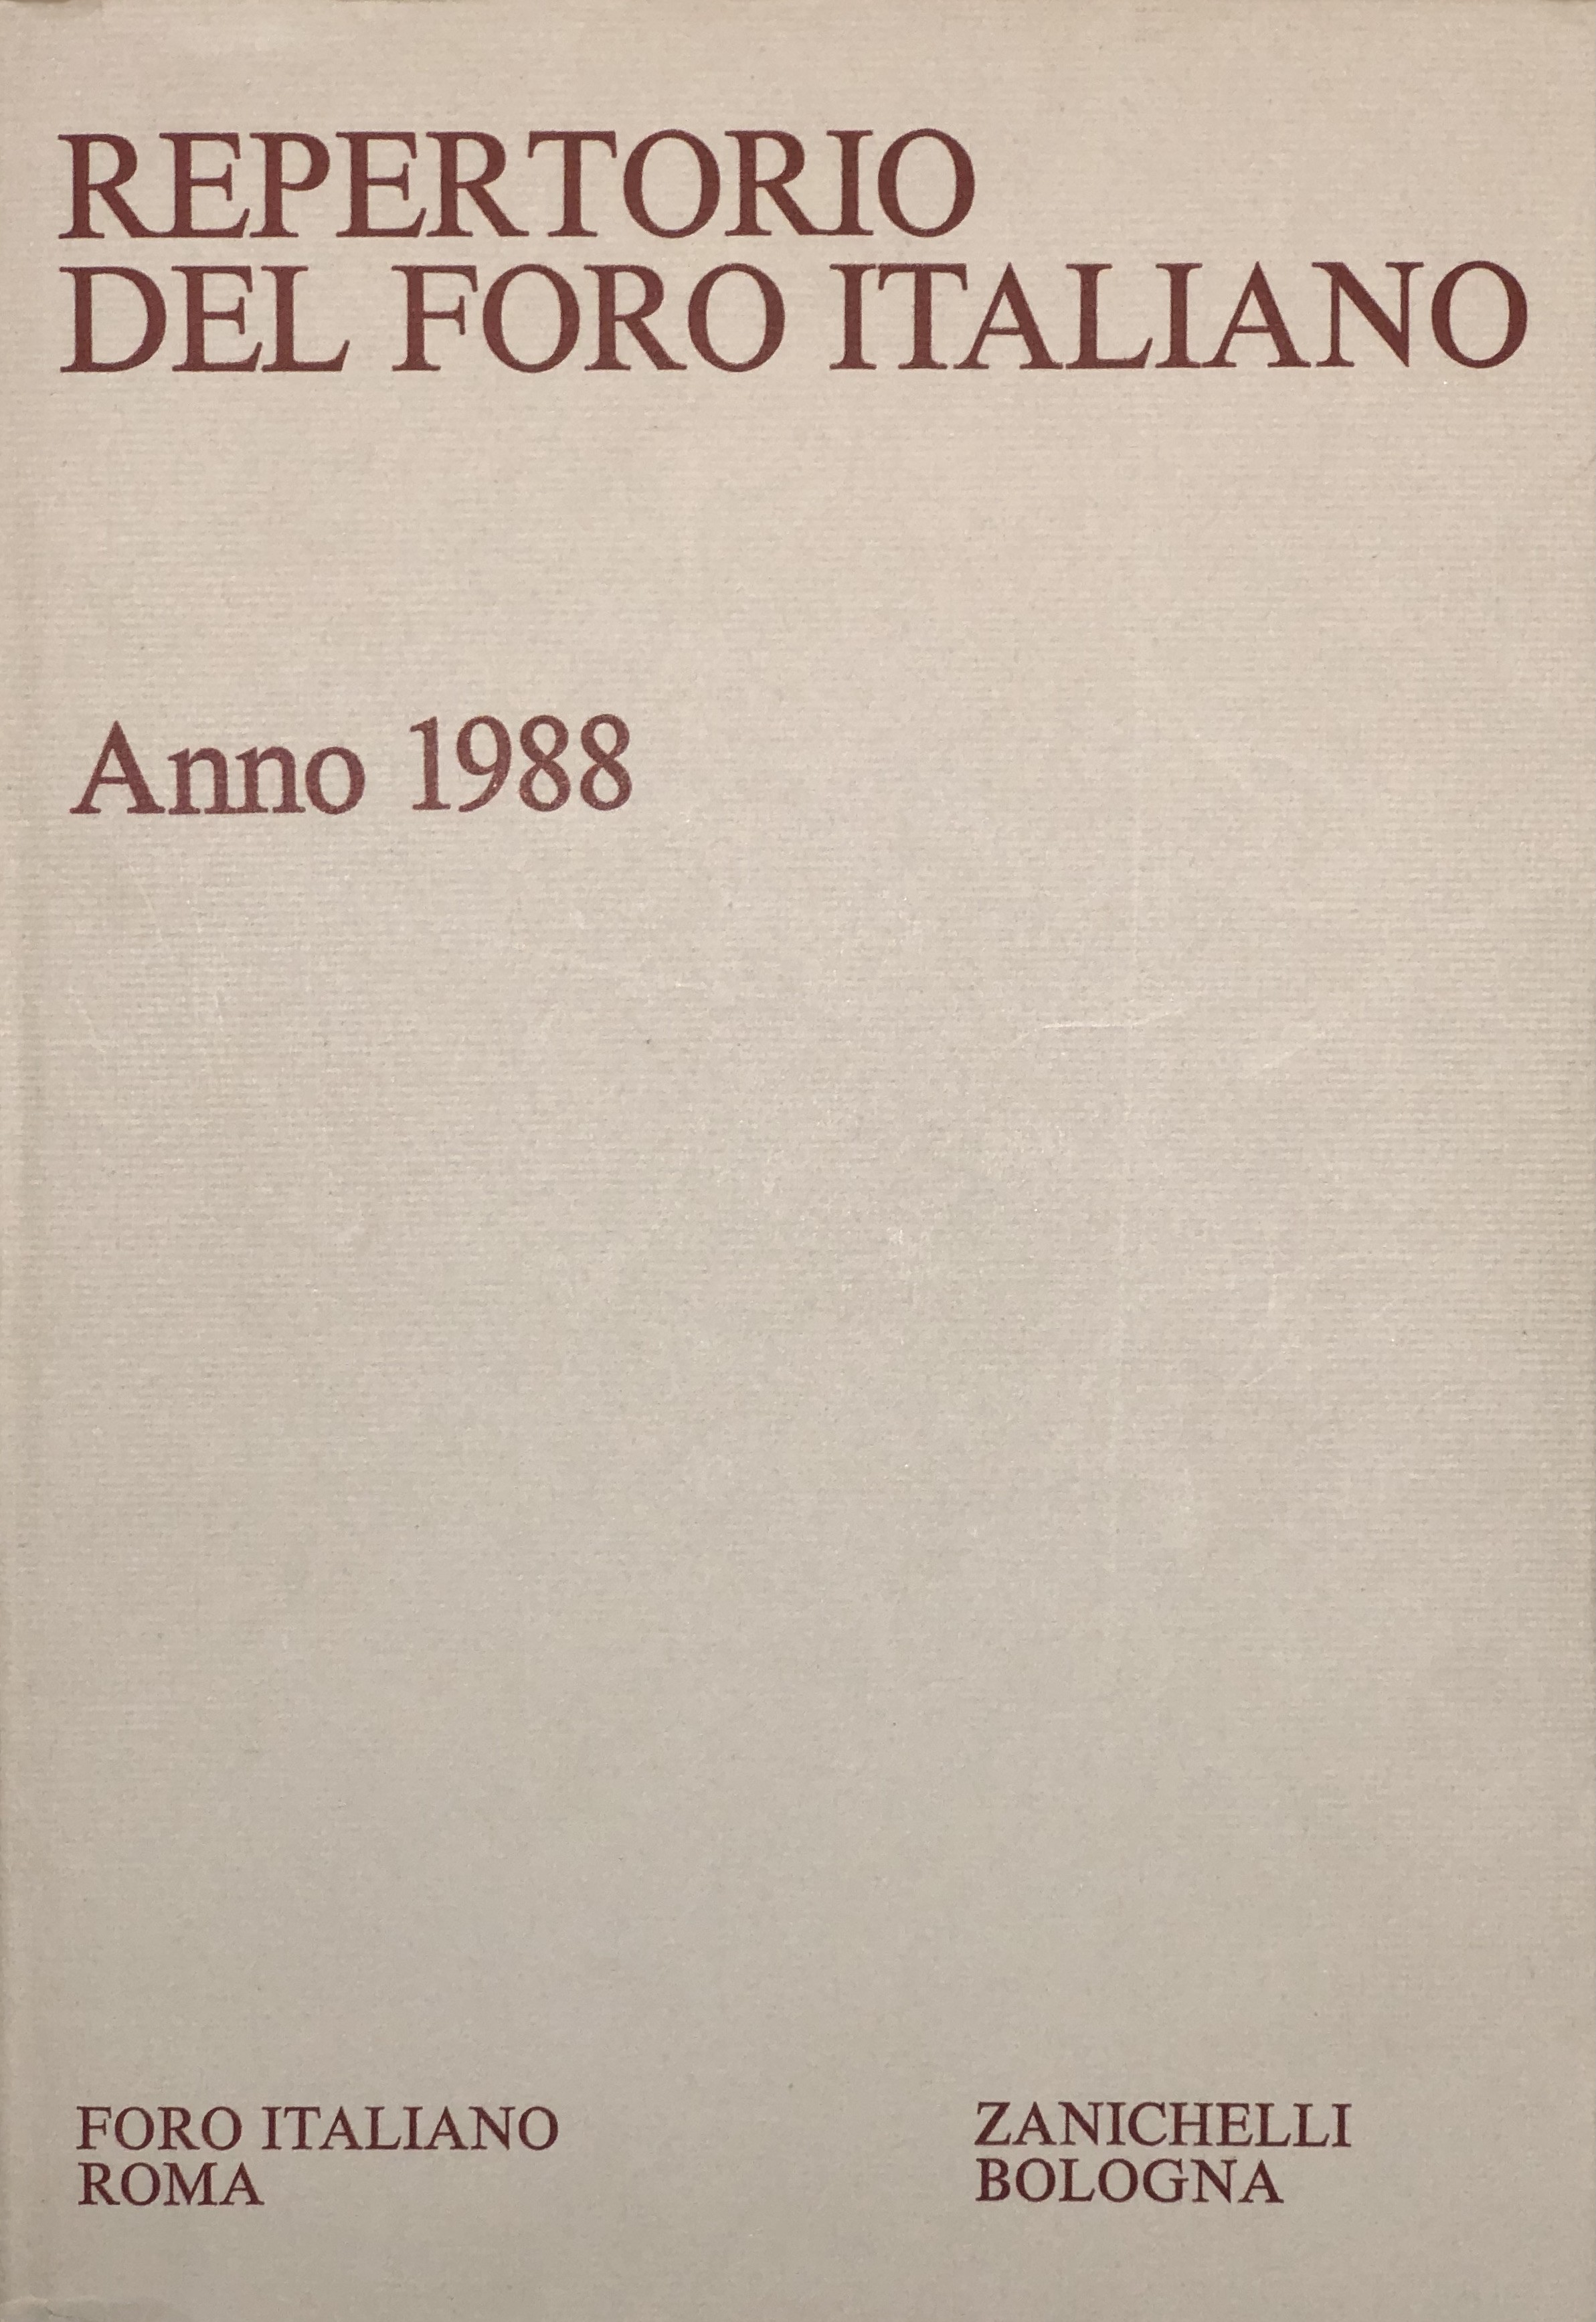 REPERTORIO
DEL FORO ITALIANO
Anno 1988
FORO ITALIANO
ROMA
ZANICHELLI
BOLOGNA